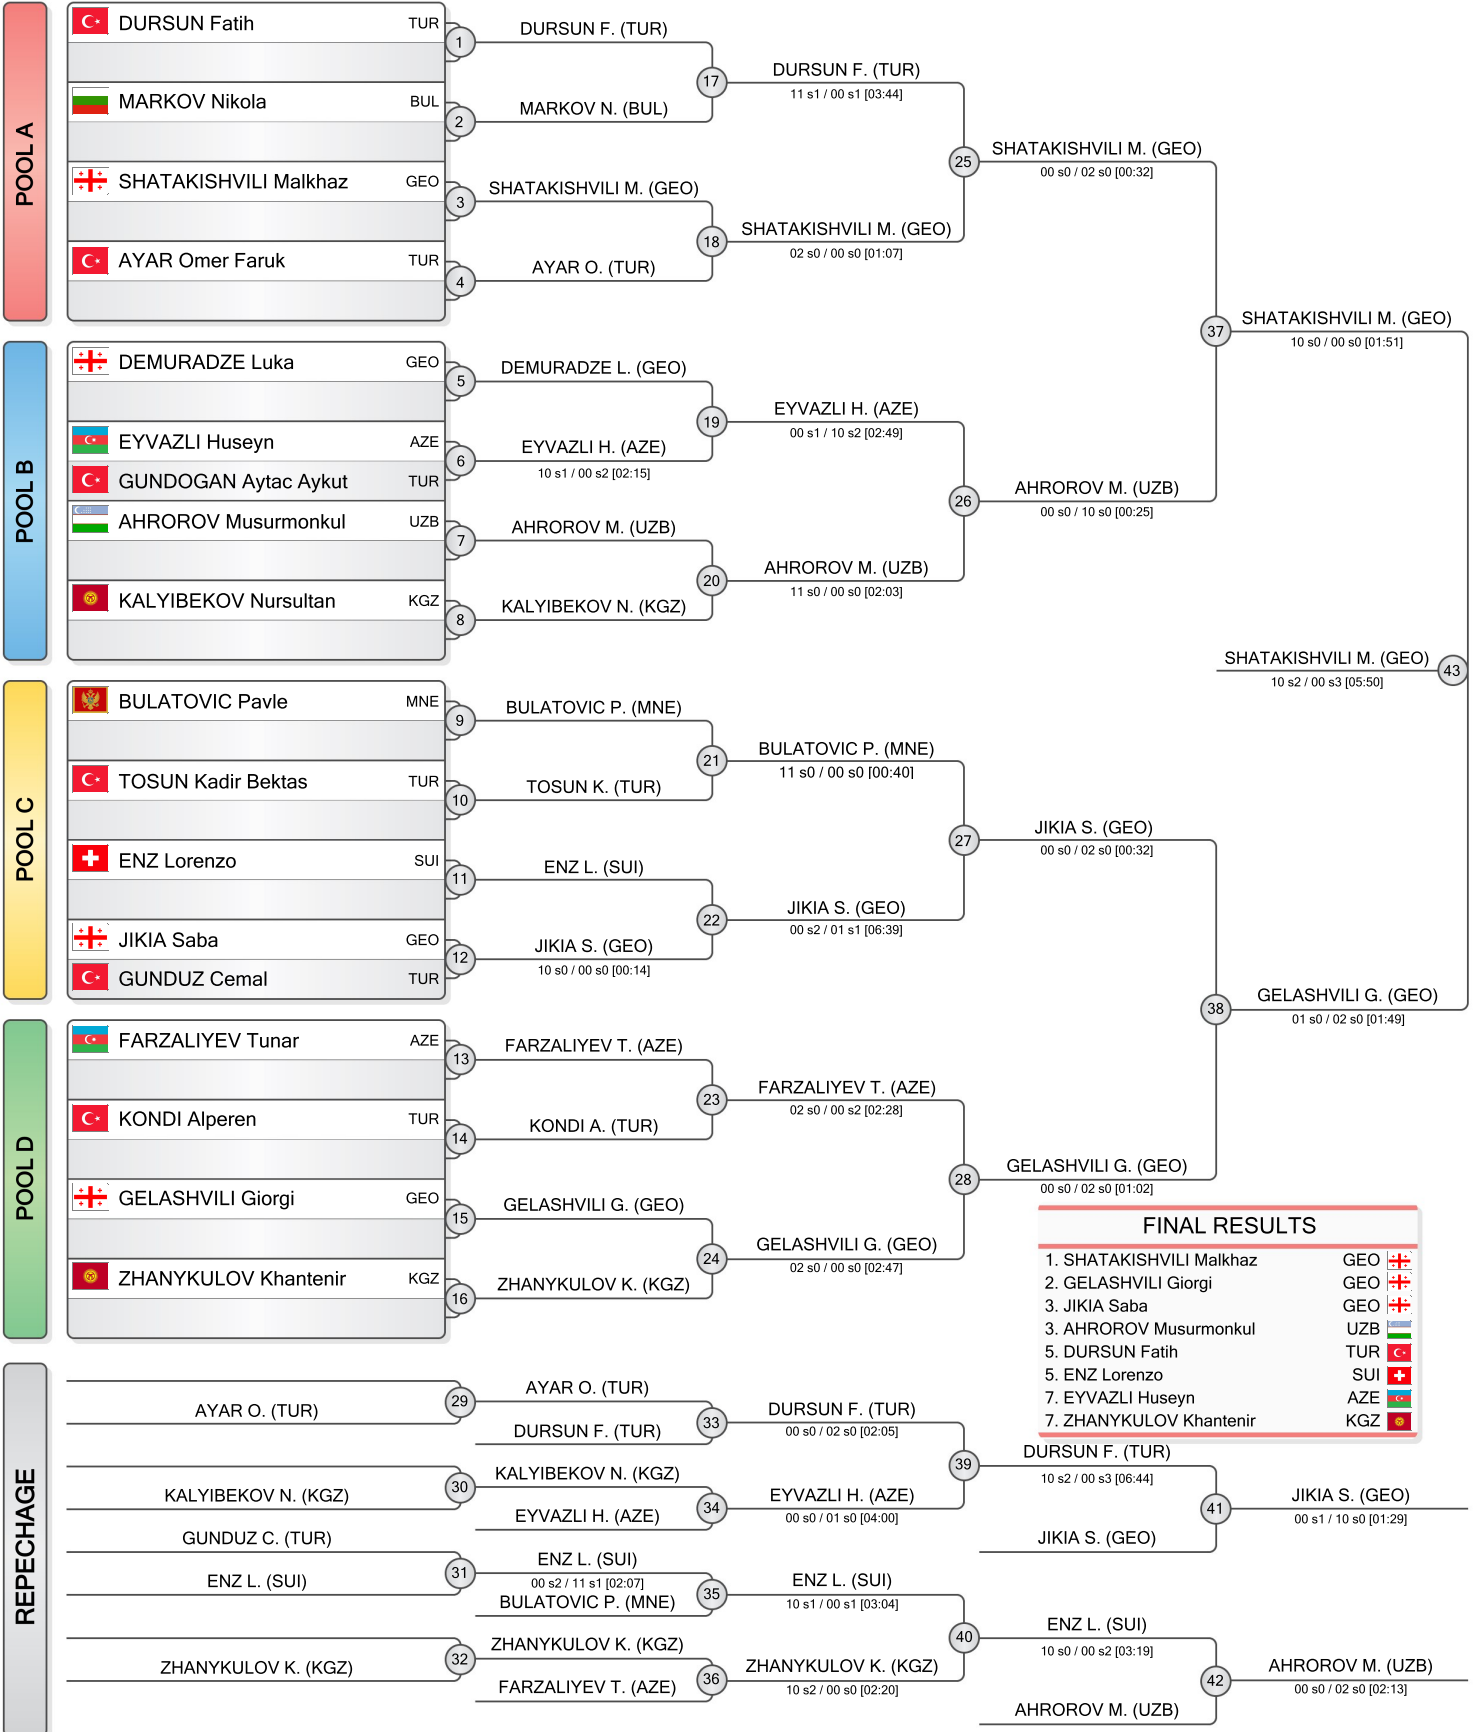 POOL A
DURSUN Fatih TUR
MARKOV Nikola BUL
SHATAKISHVILI Malkhaz GEO
AYAR Omer Faruk TUR
1
2
3
4
DURSUN F. (TUR)
MARKOV N. (BUL)
SHATAKISHVILI M. (GEO)
AYAR O. (TUR)
17
18
DURSUN F. (TUR)
11 s1 / 00 s1 [03:44]
SHATAKISHVILI M. (GEO)
02 s0 / 00 s0 [01:07]
25
SHATAKISHVILI M. (GEO)
00 s0 / 02 s0 [00:32]
POOL B
DEMURADZE Luka GEO
EYVAZLI Huseyn AZE
GUNDOGAN Aytac Aykut TUR
AHROROV Musurmonkul UZB
KALYIBEKOV Nursultan KGZ
5
6
7
8
DEMURADZE L. (GEO)
EYVAZLI H. (AZE)
10 s1 / 00 s2 [02:15]
AHROROV M. (UZB)
KALYIBEKOV N. (KGZ)
19
20
EYVAZLI H. (AZE)
00 s1 / 10 s2 [02:49]
AHROROV M. (UZB)
11 s0 / 00 s0 [02:03]
26
AHROROV M. (UZB)
00 s0 / 10 s0 [00:25]
37
SHATAKISHVILI M. (GEO)
10 s0 / 00 s0 [01:51]
SHATAKISHVILI M. (GEO)
10 s2 / 00 s3 [05:50]
43
POOL C
BULATOVIC Pavle MNE
TOSUN Kadir Bektas TUR
ENZ Lorenzo SUI
JIKIA Saba GEO
GUNDUZ Cemal TUR
9
10
11
12
BULATOVIC P. (MNE)
TOSUN K. (TUR)
ENZ L. (SUI)
JIKIA S. (GEO)
10 s0 / 00 s0 [00:14]
21
22
BULATOVIC P. (MNE)
11 s0 / 00 s0 [00:40]
JIKIA S. (GEO)
00 s2 / 01 s1 [06:39]
27
JIKIA S. (GEO)
00 s0 / 02 s0 [00:32]
POOL D
FARZALIYEV Tunar AZE
KONDI Alperen TUR
GELASHVILI Giorgi GEO
ZHANYKULOV Khantenir KGZ
13
14
15
16
FARZALIYEV T. (AZE)
KONDI A. (TUR)
GELASHVILI G. (GEO)
ZHANYKULOV K. (KGZ)
23
24
FARZALIYEV T. (AZE)
02 s0 / 00 s2 [02:28]
GELASHVILI G. (GEO)
02 s0 / 00 s0 [02:47]
28
GELASHVILI G. (GEO)
00 s0 / 02 s0 [01:02]
38
GELASHVILI G. (GEO)
01 s0 / 02 s0 [01:49]
FINAL RESULTS
1. SHATAKISHVILI Malkhaz GEO
2. GELASHVILI Giorgi GEO
3. JIKIA Saba GEO
3. AHROROV Musurmonkul UZB
5. DURSUN Fatih TUR
5. ENZ Lorenzo SUI
7. EYVAZLI Huseyn AZE
7. ZHANYKULOV Khantenir KGZ
REPECHAGE
AYAR O. (TUR)
KALYIBEKOV N. (KGZ)
GUNDUZ C. (TUR)
ENZ L. (SUI)
ZHANYKULOV K. (KGZ)
29
30
31
32
AYAR O. (TUR)
DURSUN F. (TUR)
KALYIBEKOV N. (KGZ)
EYVAZLI H. (AZE)
ENZ L. (SUI)
00 s2 / 11 s1 [02:07]
BULATOVIC P. (MNE)
ZHANYKULOV K. (KGZ)
FARZALIYEV T. (AZE)
33
34
35
36
DURSUN F. (TUR)
00 s0 / 02 s0 [02:05]
EYVAZLI H. (AZE)
00 s0 / 01 s0 [04:00]
ENZ L. (SUI)
10 s1 / 00 s1 [03:04]
ZHANYKULOV K. (KGZ)
10 s2 / 00 s0 [02:20]
39
40
DURSUN F. (TUR)
10 s2 / 00 s3 [06:44]
JIKIA S. (GEO)
ENZ L. (SUI)
10 s0 / 00 s2 [03:19]
AHROROV M. (UZB)
41
42
JIKIA S. (GEO)
00 s1 / 10 s0 [01:29]
AHROROV M. (UZB)
00 s0 / 02 s0 [02:13]